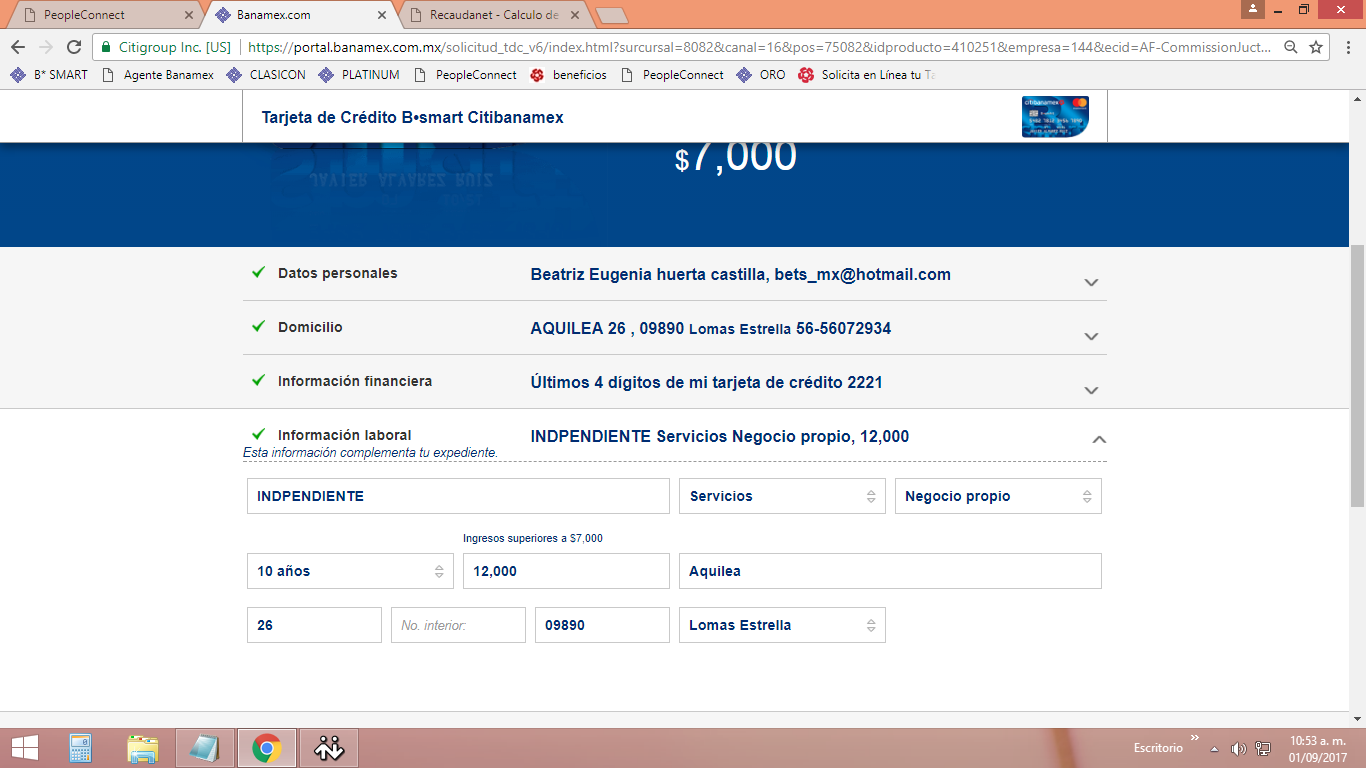 PeopleConnect
Banamex.com
Recaudanet - Calculo de
Citigroup Inc. [US] https://portal.banamex.com.mx/solicitud_tdc_v6/index.html?sursursal=8082&canal=16&pos=75082&idproducto=410251&empresa=144&ecid=AF-CommissionJuct...
B* SMART Agente Banamex CLASICON PLATINUM PeopleConnect beneficios PeopleConnect ORO Solicita en Línea tu Ta
Tarjeta de Crédito B•smart Citibanamex
citibanamex
$7,000
JAVIER ALVAREZ RUIZ
Datos personales Beatriz Eugenia huerta castilla, bets_mx@hotmail.com
Domicilio AQUILEA 26 , 09890 Lomas Estrella 56-56072934
Información financiera Últimos 4 dígitos de mi tarjeta de crédito 2221
Información laboral INDPENDIENTE Servicios Negocio propio, 12,000
Esta información complementa tu expediente.
INDPENDIENTE Servicios Negocio propio
Ingresos superiores a $7,000
10 años 12,000 Aquilea
26 No. interior: 09890 Lomas Estrella
Escritorio
10:53 a. m.
01/09/2017